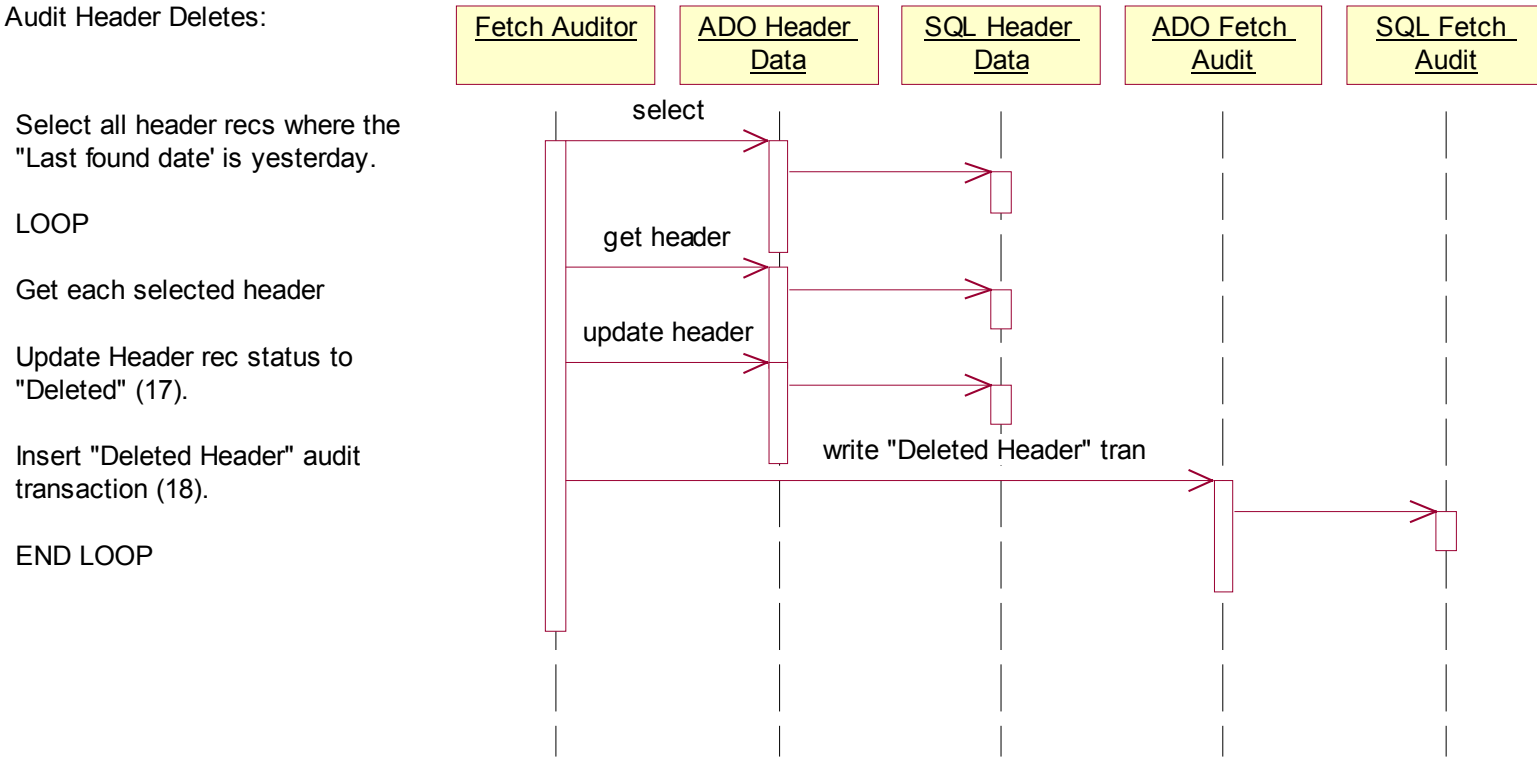 Audit Header Deletes:
Fetch Auditor
ADO Header
Data
SQL Header
Data
ADO Fetch
Audit
SQL Fetch
Audit
select
Select all header recs where the
"Last found date' is yesterday.
LOOP
get header
Get each selected header
update header
Update Header rec status to
"Deleted" (17).
write "Deleted Header" tran
Insert "Deleted Header" audit
transaction (18).
END LOOP